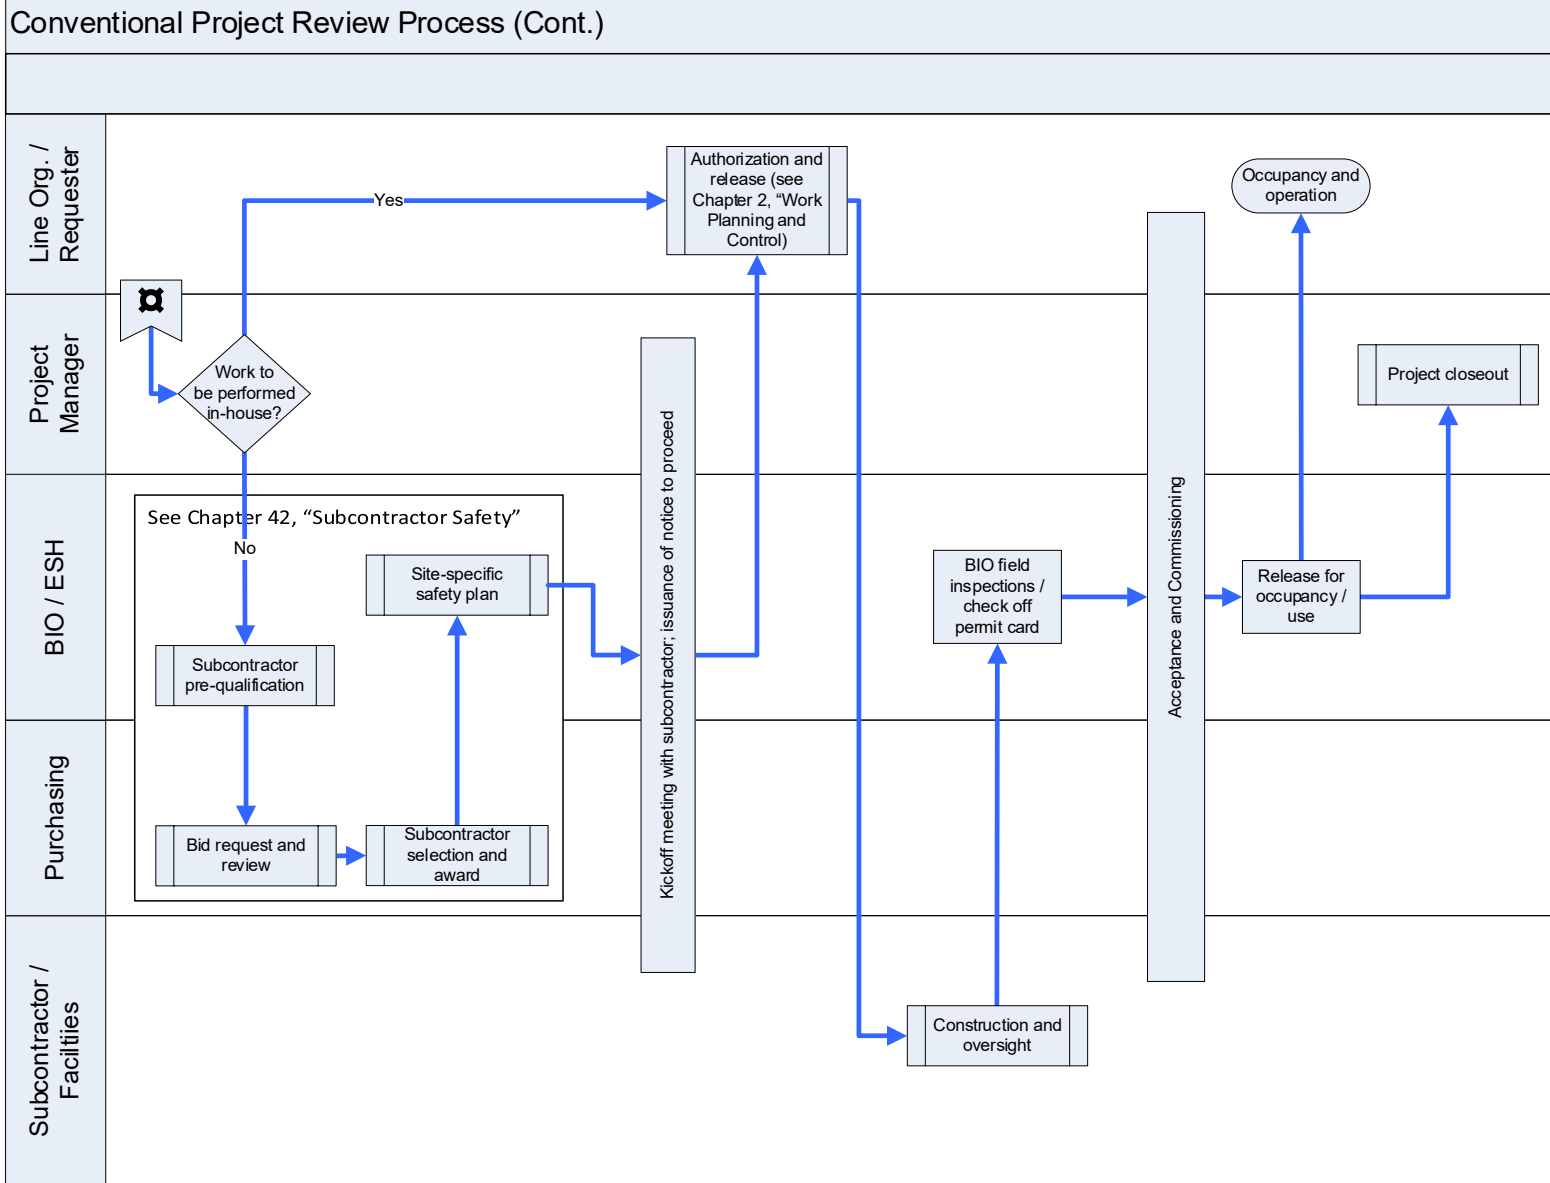 Conventional Project Review Process (Cont.)
Line Org. /
Requester
Yes
Authorization and
release (see
Chapter 2, “Work
Planning and
Control)
Occupancy and
operation
Project
Manager
Work to
be performed
in-house?
Project closeout
BIO / ESH
See Chapter 42, “Subcontractor Safety”
No
Site-specific
safety plan
Subcontractor
pre-qualification
Kickoff meeting with subcontractor; issuance of notice to proceed
BIO field
inspections /
check off
permit card
Acceptance and Commissioning
Release for
occupancy /
use
Purchasing
Bid request and
review
Subcontractor
selection and
award
Subcontractor /
Faciltiies
Construction and
oversight